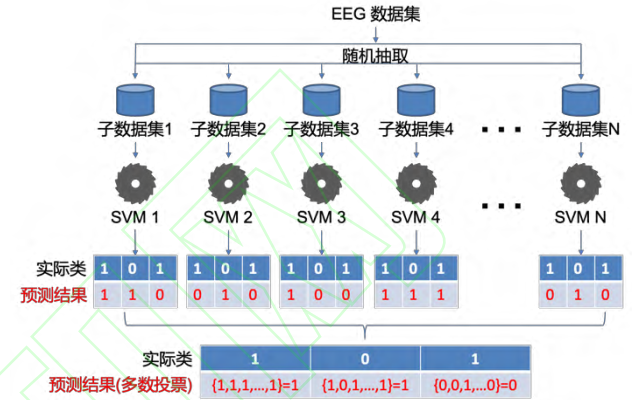 EEG 数据集
随机抽取
子数据集1 子数据集2 子数据集3 子数据集4 ... 子数据集N
SVM 1 SVM 2 SVM 3 SVM 4 ... SVM N
实际类 1 0 1 1 0 1 1 0 1 1 0 1 1 0 1
预测结果 1 1 0 0 1 0 1 0 0 1 1 1 0 1 0
实际类 1 0 1
预测结果(多数投票) {1,1,1,...,1}=1 {1,0,1,...,1}=1 {0,0,1,...0}=0